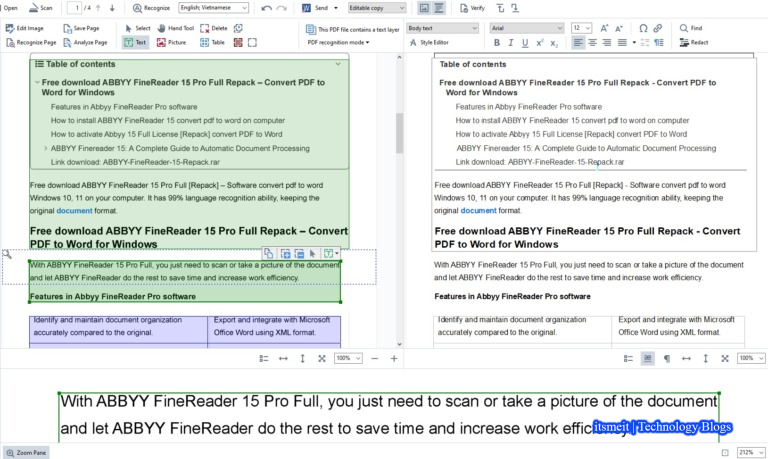 Open
Scan
1
/ 4
Recognize
English; Vietnamese
Send
Editable copy
Verify
Edit Image
Save Page
Select
Hand Tool
Erase
This PDF file contains a text layer
Recognize Page
Analyze Page
Text
Picture
Table
PDF recognition mode
Body text
Arial
12
Find
Style Editor
Redact
Table of contents
Free download ABBYY FineReader 15 Pro Full Repack – Convert PDF to
Word for Windows
Features in Abbyy FineReader Pro software
How to install ABBYY FineReader 15 convert pdf to word on computer
How to activate Abbyy 15 Full License [Repack] convert PDF to Word
ABBYY Finereader 15: A Complete Guide to Automatic Document Processing
Link download: ABBYY-FineReader-15-Repack.rar
Free download ABBYY FineReader 15 Pro Full [Repack] – Software convert pdf to word
Windows 10, 11 on your computer. It has 99% language recognition ability, keeping the
original document format.
Free download ABBYY FineReader 15 Pro Full Repack – Convert
PDF to Word for Windows
With ABBYY FineReader 15 Pro Full, you just need to scan or take a picture of the document
and let ABBYY FineReader do the rest to save time and increase work efficiency.
Features in Abbyy FineReader Pro software
Identify and maintain document organization
accurately compared to the original.
Export and integrate with Microsoft
Office Word using XML format.
100%
Table of contents
Free download ABBYY FineReader 15 Pro Full Repack - Convert PDF to
Word for Windows
Features in Abbyy FineReader Pro software
How to install ABBYY FineReader 15 convert pdf to word on computer
How to activate Abbyy 15 Full License [Repack] convert PDF to Word
ABBYY Finereader 15: A Complete Guide to Automatic Document Processing
Link download: ABBYY-FineReader-15-Repack.rar
Free download ABBYY FineReader 15 Pro Full [Repack] - Software convert pdf to word
Windows 10, 11 on your computer. It has 99% language recognition ability, keeping the
original document format.
Free download ABBYY FineReader 15 Pro Full Repack - Convert
PDF to Word for Windows
With ABBYY FineReader 15 Pro Full, you just need to scan or take a picture of the document
and let ABBYY FineReader do the rest to save time and increase work efficiency.
Features in Abbyy FineReader Pro software
Identify and maintain document organization
accurately compared to the original.
Export and integrate with Microsoft
Office Word using XML format.
100%
With ABBYY FineReader 15 Pro Full, you just need to scan or take a picture of the document
and let ABBYY FineReader do the rest to save time and increase work efficiency.
itsmeit | Technology Blogs
Zoom Pane
212%